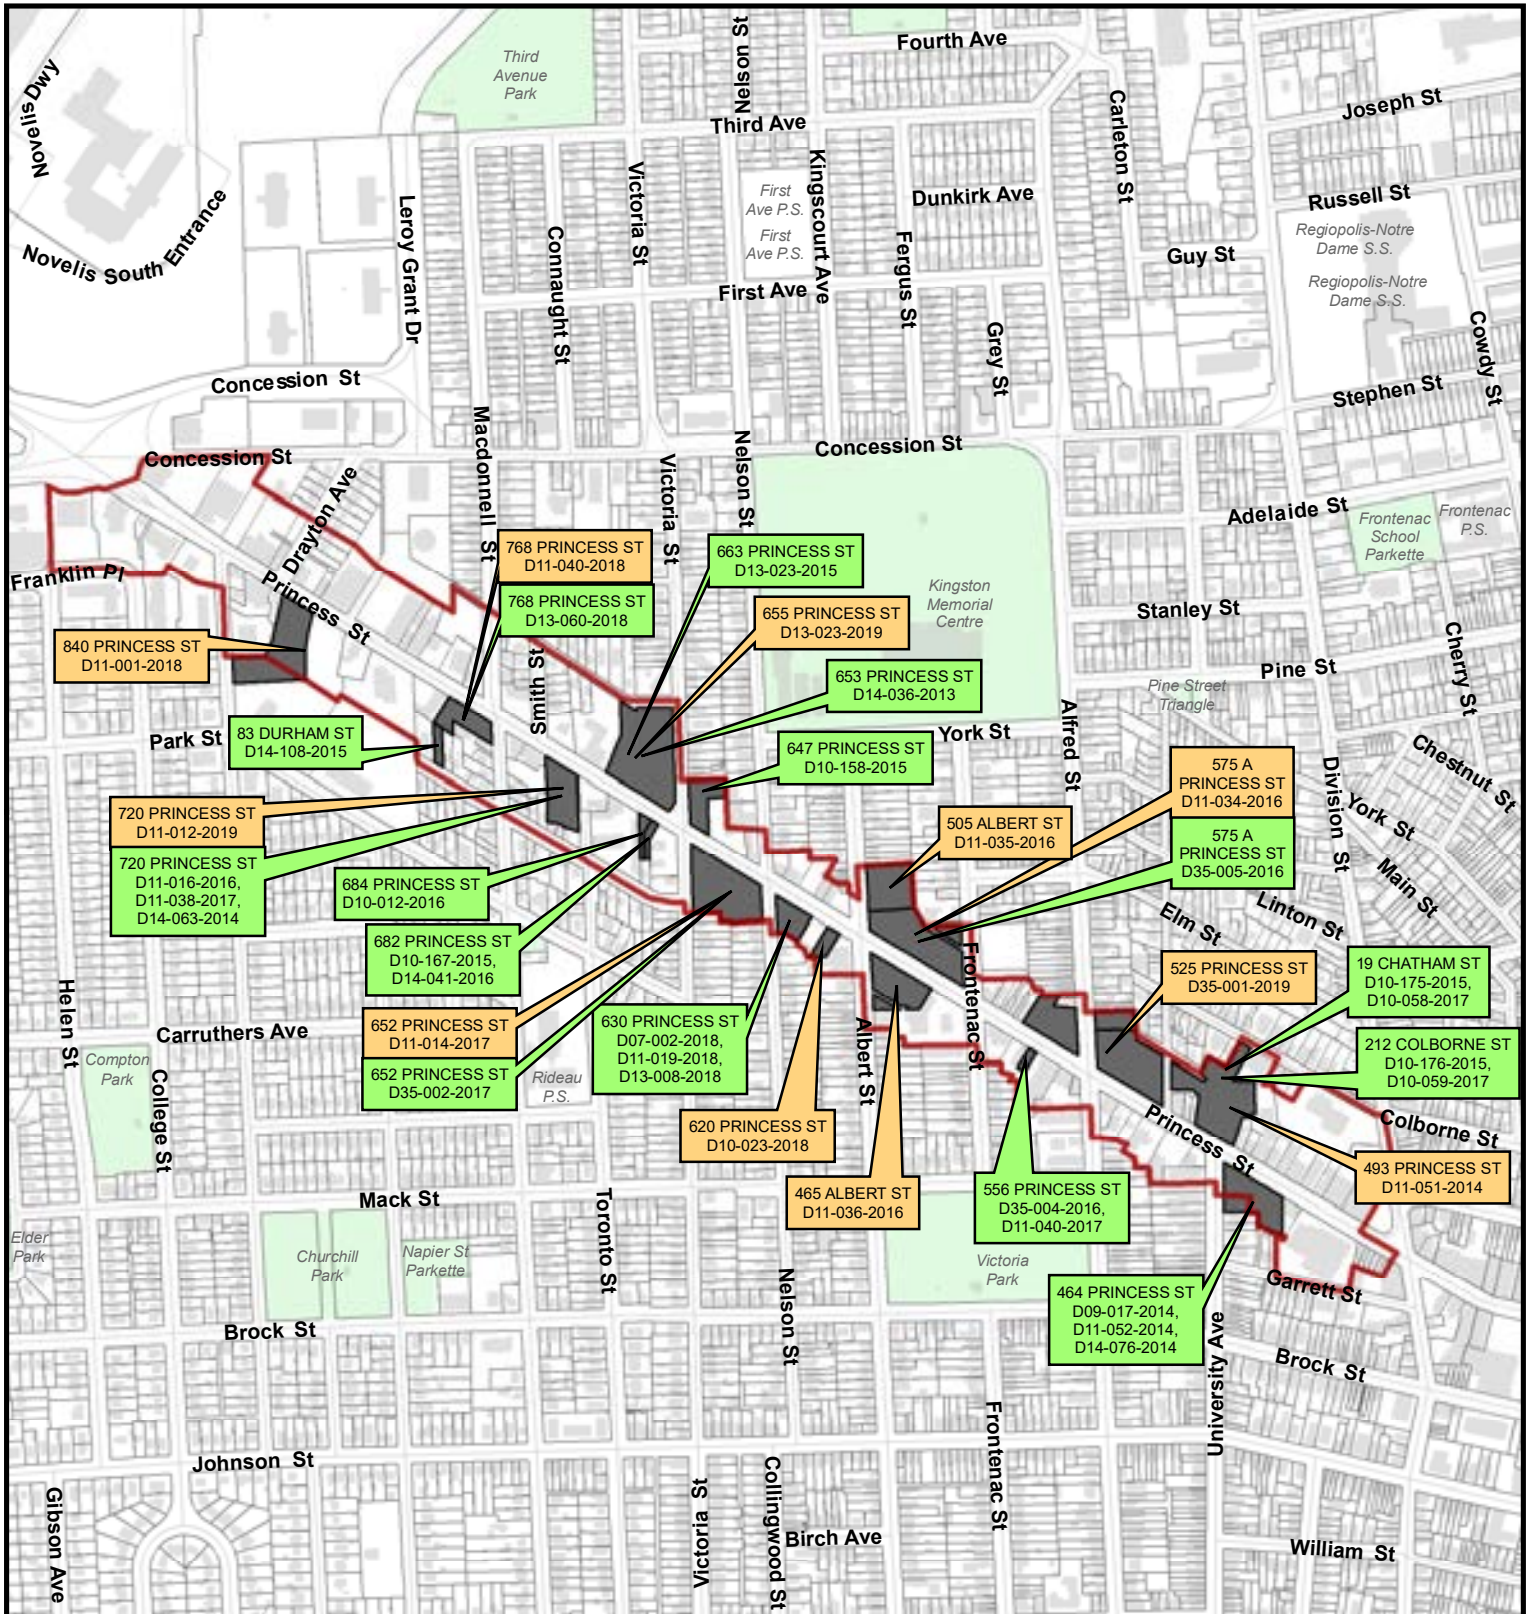 Fourth Ave
Nelson St
Third
Avenue
Park
Novelis Dwy
Carleton St
Joseph St
Third Ave
Kingscourt Ave
Victoria St
First
Ave P.S.
First
Ave P.S.
Dunkirk Ave
Russell St
Leroy Grant Dr
Novelis South Entrance
Connaught St
Fergus St
Guy St
Regiopolis-Notre
Dame S.S.
Regiopolis-Notre
Dame S.S.
First Ave
Grey St
Cowdy St
Concession St
Stephen St
Macdonnell St
Concession St
Nelson St
Concession St
Victoria St
Drayton Ave
Adelaide St
Frontenac
School
Parkette
Frontenac
P.S.
768 PRINCESS ST
D11-040-2018
663 PRINCESS ST
D13-023-2015
Franklin Pl
Princess St
768 PRINCESS ST
D13-060-2018
Kingston
Memorial
Centre
Stanley St
655 PRINCESS ST
D13-023-2019
840 PRINCESS ST
D11-001-2018
Smith St
653 PRINCESS ST
D14-036-2013
Pine St
Cherry St
Pine Street
Triangle
Park St
83 DURHAM ST
D14-108-2015
647 PRINCESS ST
D10-158-2015
York St
Alfred St
Chestnut St
575 A
PRINCESS ST
D11-034-2016
Division St
York St
720 PRINCESS ST
D11-012-2019
505 ALBERT ST
D11-035-2016
575 A
PRINCESS ST
D35-005-2016
720 PRINCESS ST
D11-016-2016,
D11-038-2017,
D14-063-2014
684 PRINCESS ST
D10-012-2016
Main St
Linton St
Elm St
682 PRINCESS ST
D10-167-2015,
D14-041-2016
Frontenac St
525 PRINCESS ST
D35-001-2019
19 CHATHAM ST
D10-175-2015,
D10-058-2017
Helen St
Carruthers Ave
652 PRINCESS ST
D11-014-2017
630 PRINCESS ST
D07-002-2018,
D11-019-2018,
D13-008-2018
Albert St
212 COLBORNE ST
D10-176-2015,
D10-059-2017
Compton
Park
College St
652 PRINCESS ST
D35-002-2017
Rideau
P.S.
620 PRINCESS ST
D10-023-2018
Princess St
Colborne St
493 PRINCESS ST
D11-051-2014
Mack St
Toronto St
465 ALBERT ST
D11-036-2016
556 PRINCESS ST
D35-004-2016,
D11-040-2017
Elder
Park
Churchill
Park
Napier St
Parkette
Victoria
Park
Nelson St
464 PRINCESS ST
D09-017-2014,
D11-052-2014,
D14-076-2014
Garrett St
Brock St
University Ave
Brock St
Frontenac St
Johnson St
Gibson Ave
Victoria St
Collingwood St
Birch Ave
William St